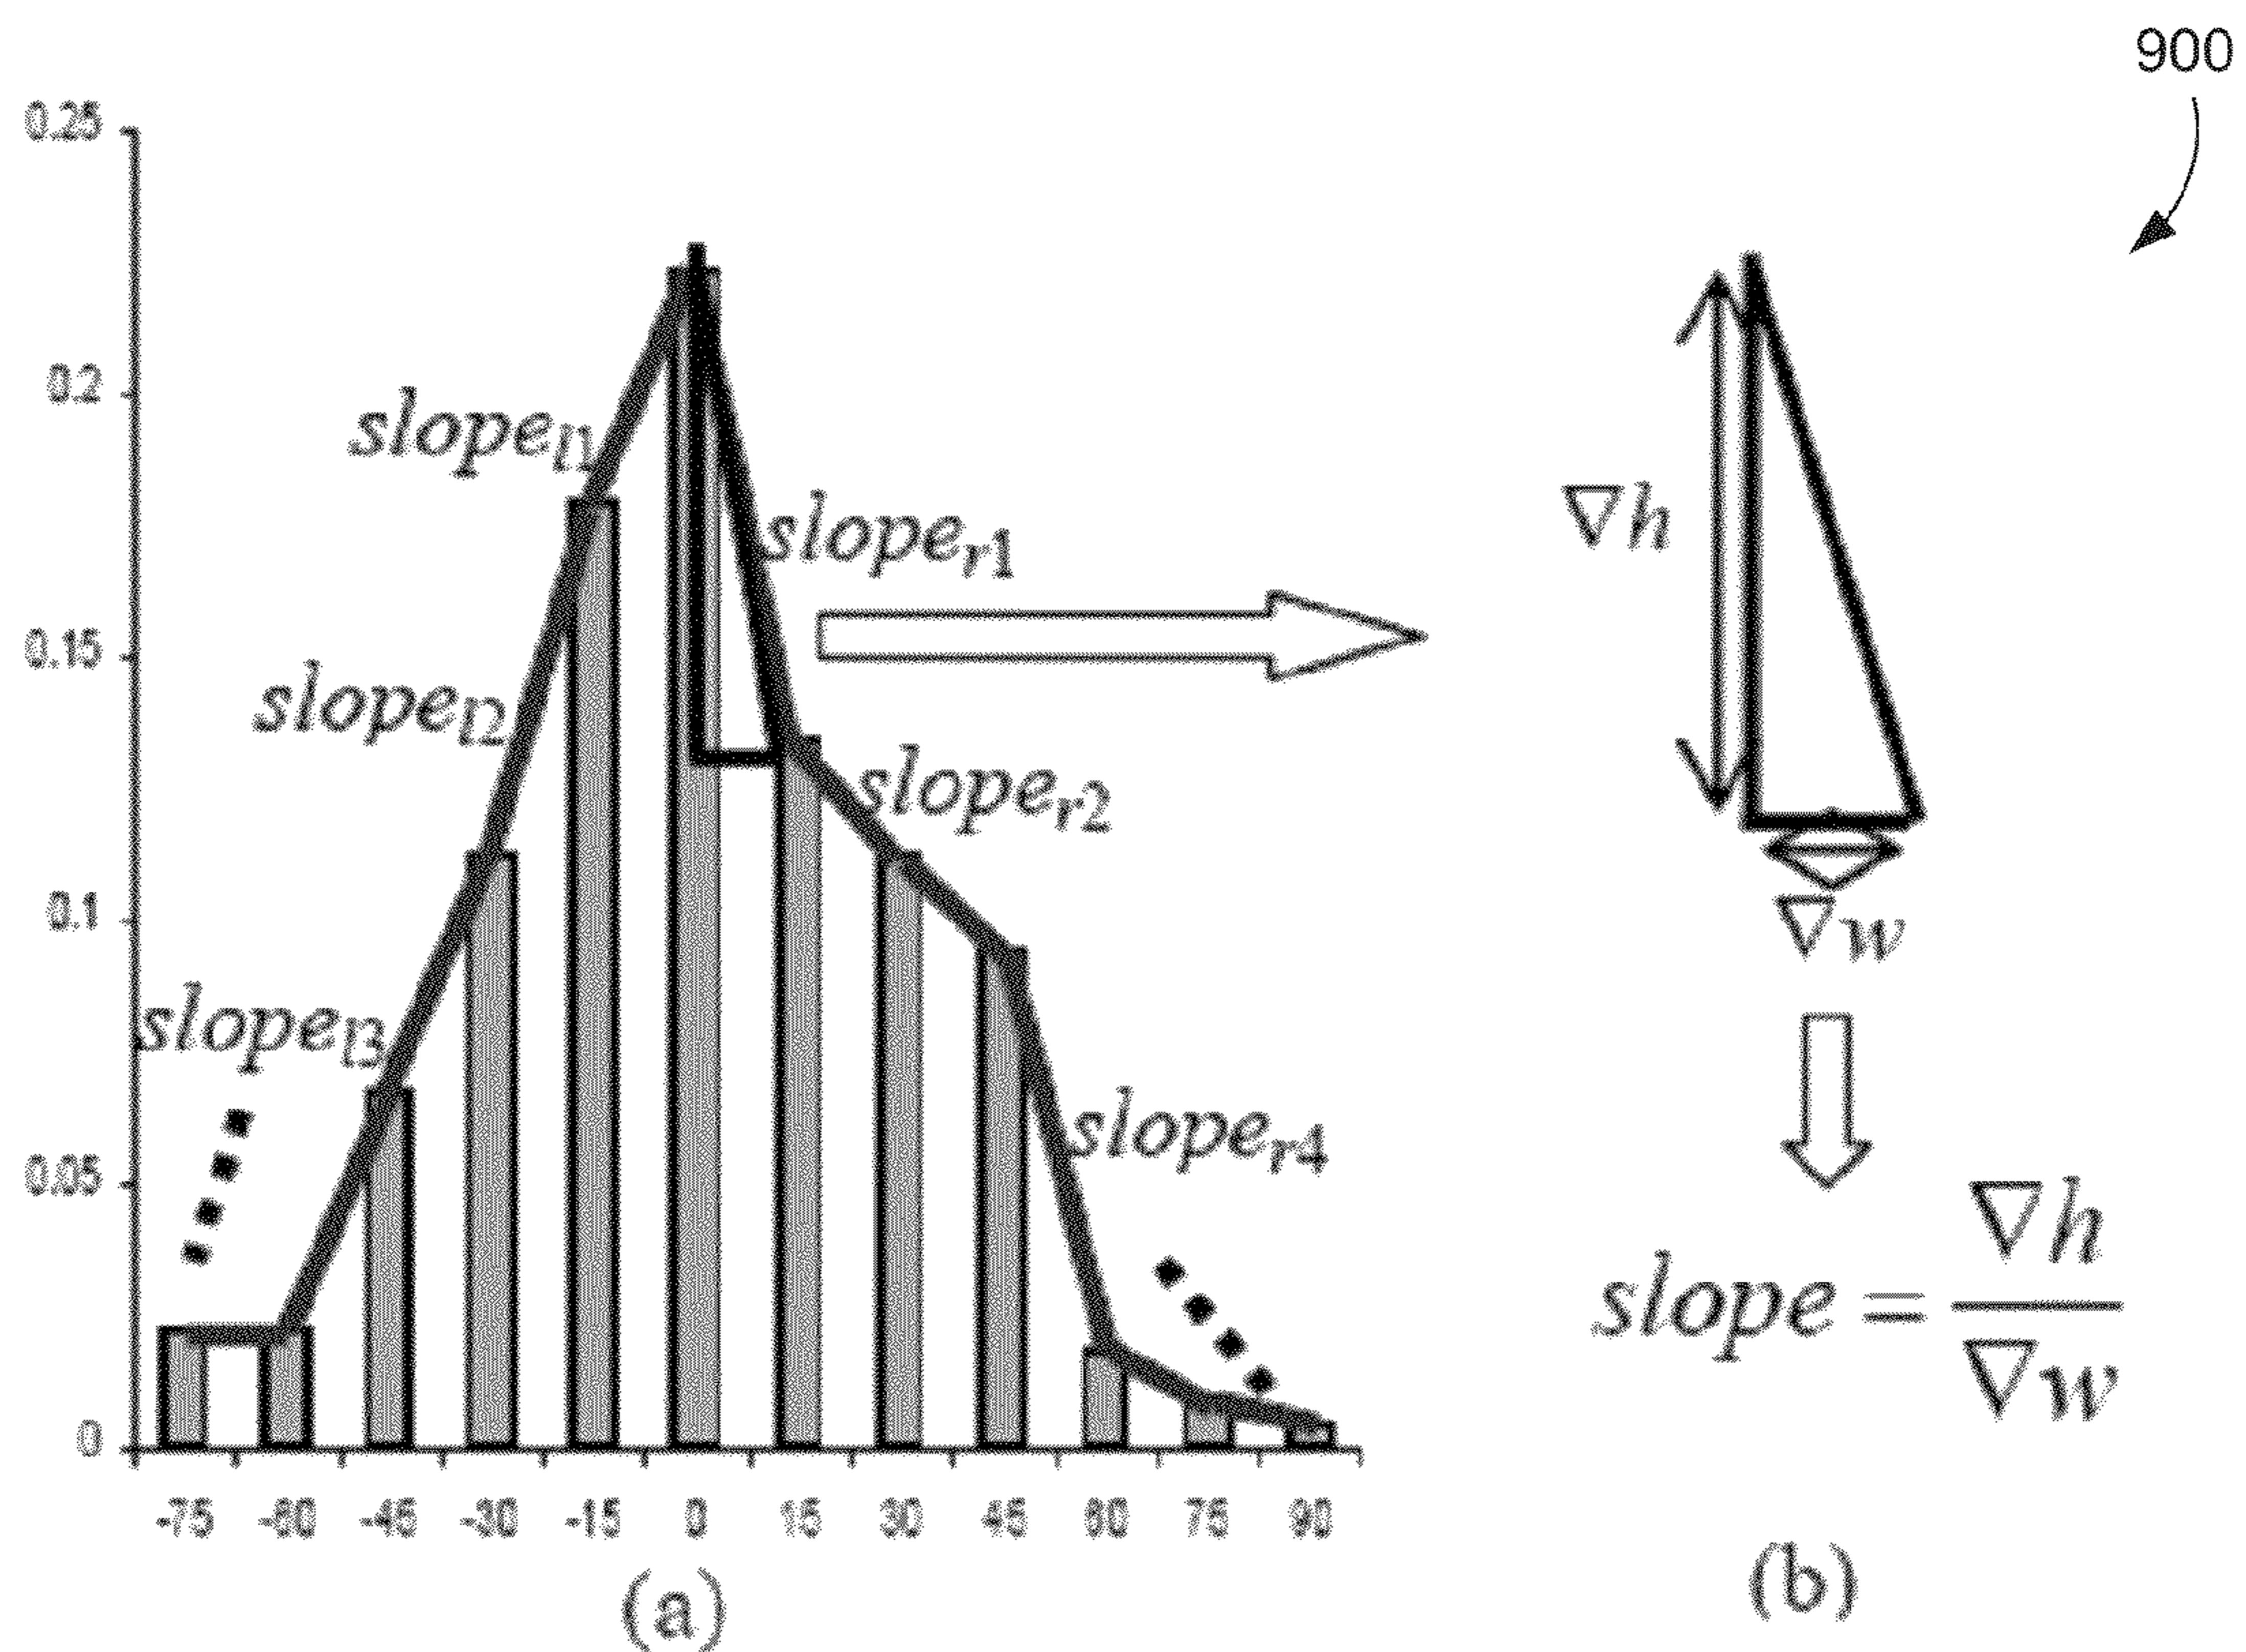 900
0.25
0.2
0.15
0.1
0.05
0
slope_l1
slope_l2
slope_l3
slope_r1
slope_r2
slope_r4
-75 -60 -45 -30 -15 0 15 30 45 60 75 90
(a)
∇h
∇w
slope = ∇h / ∇w
(b)